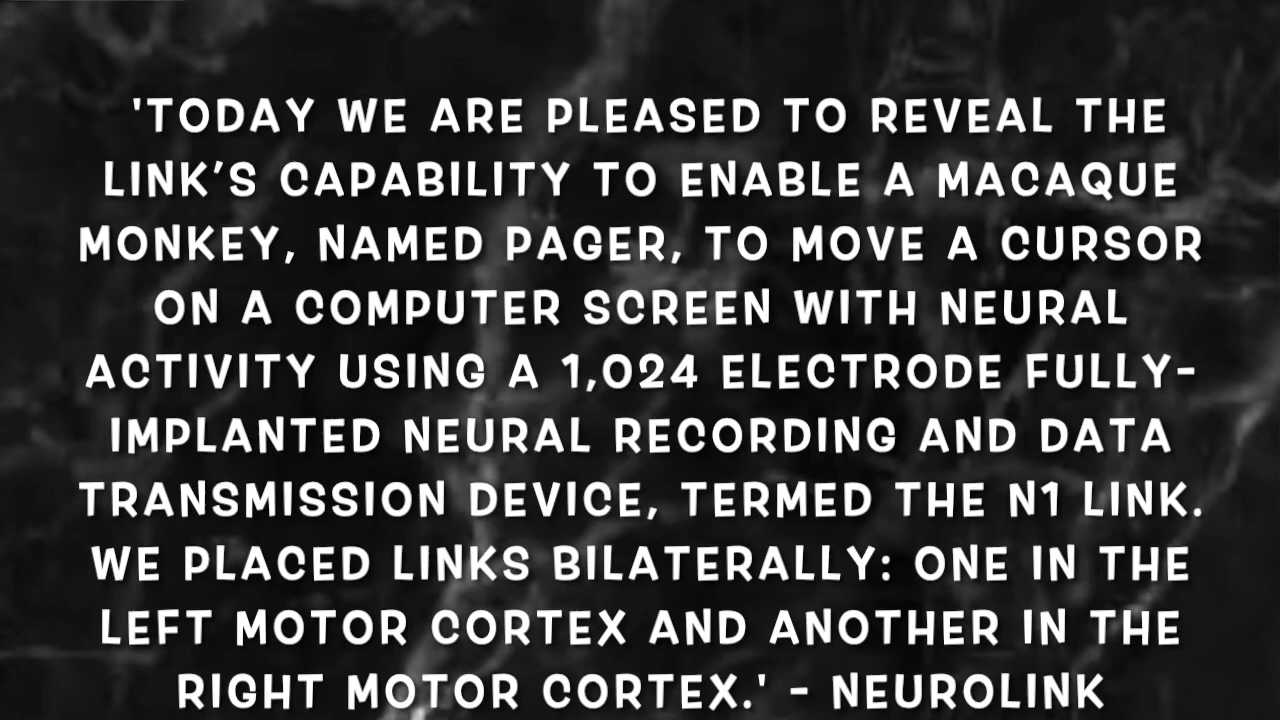 'TODAY WE ARE PLEASED TO REVEAL THE
LINK’S CAPABILITY TO ENABLE A MACAQUE
MONKEY, NAMED PAGER, TO MOVE A CURSOR
ON A COMPUTER SCREEN WITH NEURAL
ACTIVITY USING A 1,024 ELECTRODE FULLY-
IMPLANTED NEURAL RECORDING AND DATA
TRANSMISSION DEVICE, TERMED THE N1 LINK.
WE PLACED LINKS BILATERALLY: ONE IN THE
LEFT MOTOR CORTEX AND ANOTHER IN THE
RIGHT MOTOR CORTEX.' - NEUROLINK